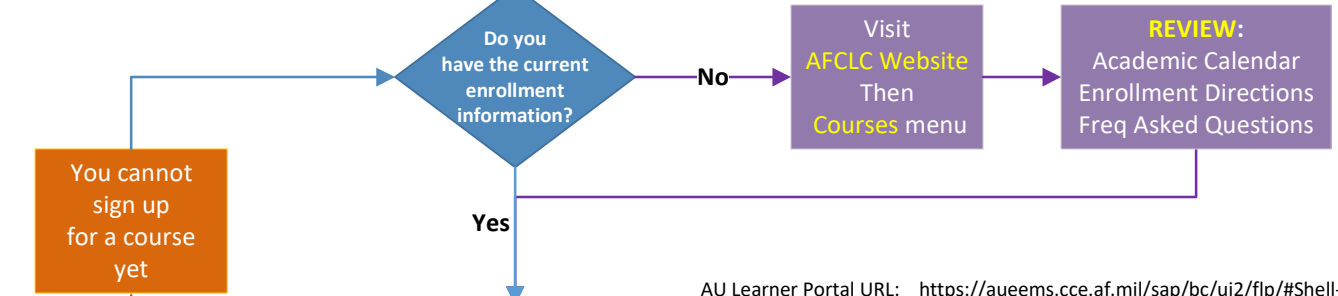 Do you
have the current
enrollment
information?
No
Visit
AFCLC Website
Then
Courses menu
REVIEW:
Academic Calendar
Enrollment Directions
Freq Asked Questions
You cannot
sign up
for a course
yet
Yes
AU Learner Portal URL: https://aueems.cce.af.mil/sap/bc/ui2/flp/#Shell-